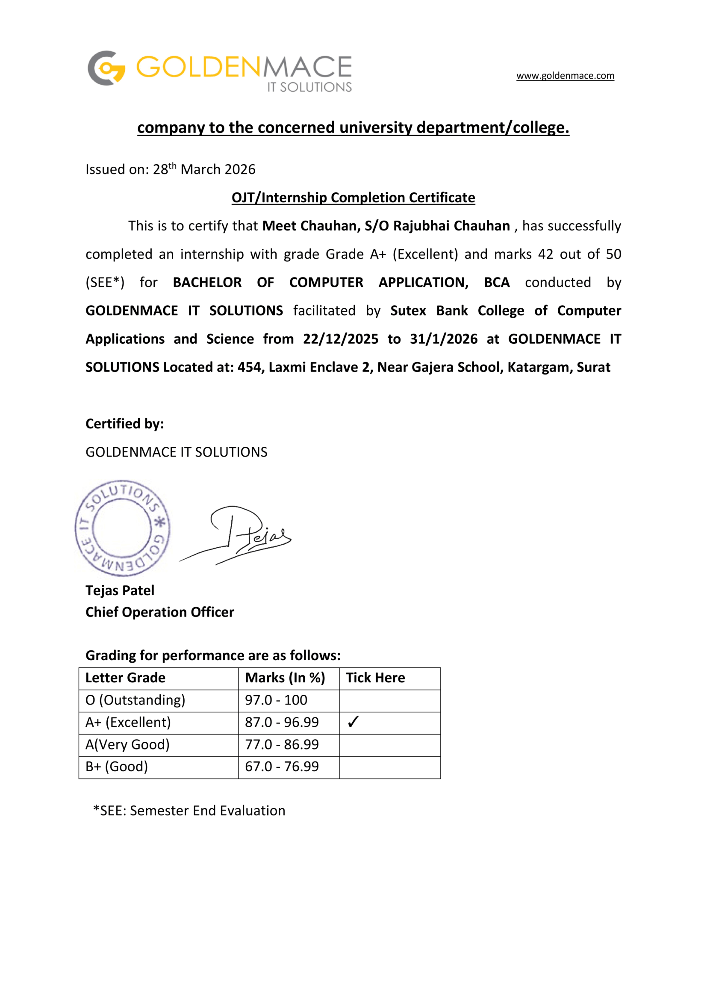 GOLDENMACE
IT SOLUTIONS
www.goldenmace.com
company to the concerned university department/college.
Issued on: 28th March 2026
OJT/Internship Completion Certificate
This is to certify that Meet Chauhan, S/O Rajubhai Chauhan , has successfully
completed an internship with grade Grade A+ (Excellent) and marks 42 out of 50
(SEE*) for BACHELOR OF COMPUTER APPLICATION, BCA conducted by
GOLDENMACE IT SOLUTIONS facilitated by Sutex Bank College of Computer
Applications and Science from 22/12/2025 to 31/1/2026 at GOLDENMACE IT
SOLUTIONS Located at: 454, Laxmi Enclave 2, Near Gajera School, Katargam, Surat
Certified by:
GOLDENMACE IT SOLUTIONS
GOLDENMACE IT SOLUTIONS *
Tejas
Tejas Patel
Chief Operation Officer
Grading for performance are as follows:
Letter Grade Marks (In %) Tick Here
O (Outstanding) 97.0 - 100
A+ (Excellent) 87.0 - 96.99 ✓
A(Very Good) 77.0 - 86.99
B+ (Good) 67.0 - 76.99
*SEE: Semester End Evaluation